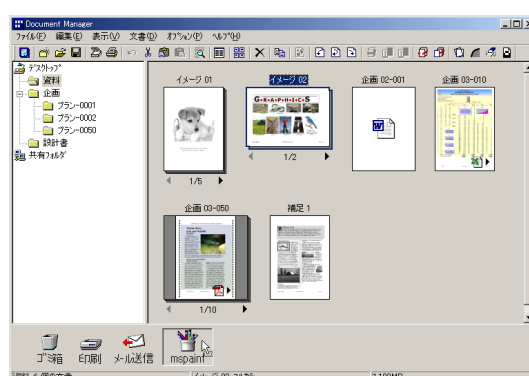 Document Manager
ファイル(F) 編集(E) 表示(V) 文書(D) オプション(P) ヘルプ(H)
デスクトップ
資料
企画
プラン-0001
プラン-0002
プラン-0050
設計書
共有フォルダ
イメージ 01
イメージ 02
企画 02-001
企画 03-010
G•R•A•P•H•I•C•S
1/5
1/2
企画 03-050
補足 1
1/10
ゴミ箱 印刷 メール送信 mspaint